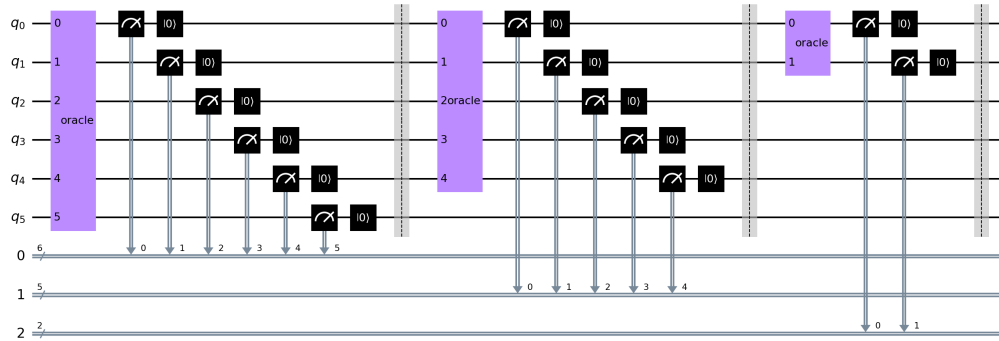 q0 0 |0⟩ 0 |0⟩ 0 |0⟩
q1 1 |0⟩ 1 |0⟩ oracle 1 |0⟩
q2 2 |0⟩ 2oracle |0⟩
oracle
q3 3 |0⟩ 3 |0⟩
q4 4 |0⟩ 4 |0⟩
q5 5 |0⟩
0 6 0 1 2 3 4 5
1 5 0 1 2 3 4
2 2 0 1